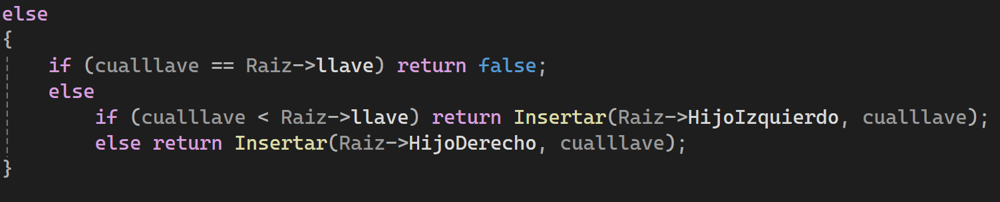 else
{
if (cualllave == Raiz->llave) return false;
else
if (cualllave < Raiz->llave) return Insertar(Raiz->HijoIzquierdo, cualllave);
else return Insertar(Raiz->HijoDerecho, cualllave);
}